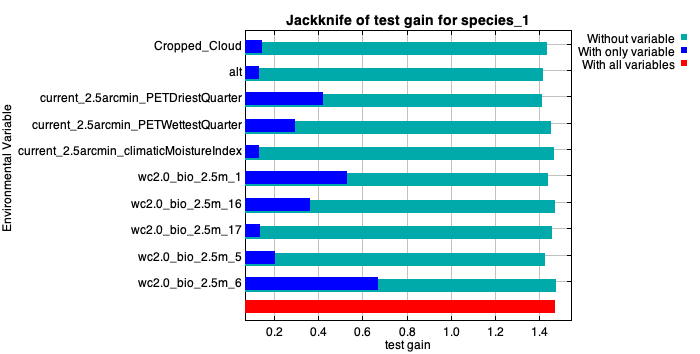 Jackknife of test gain for species_1
Without variable
With only variable
With all variables
Environmental Variable
Cropped_Cloud
alt
current_2.5arcmin_PETDriestQuarter
current_2.5arcmin_PETWettestQuarter
current_2.5arcmin_climaticMoistureIndex
wc2.0_bio_2.5m_1
wc2.0_bio_2.5m_16
wc2.0_bio_2.5m_17
wc2.0_bio_2.5m_5
wc2.0_bio_2.5m_6
0.2 0.4 0.6 0.8 1.0 1.2 1.4
test gain